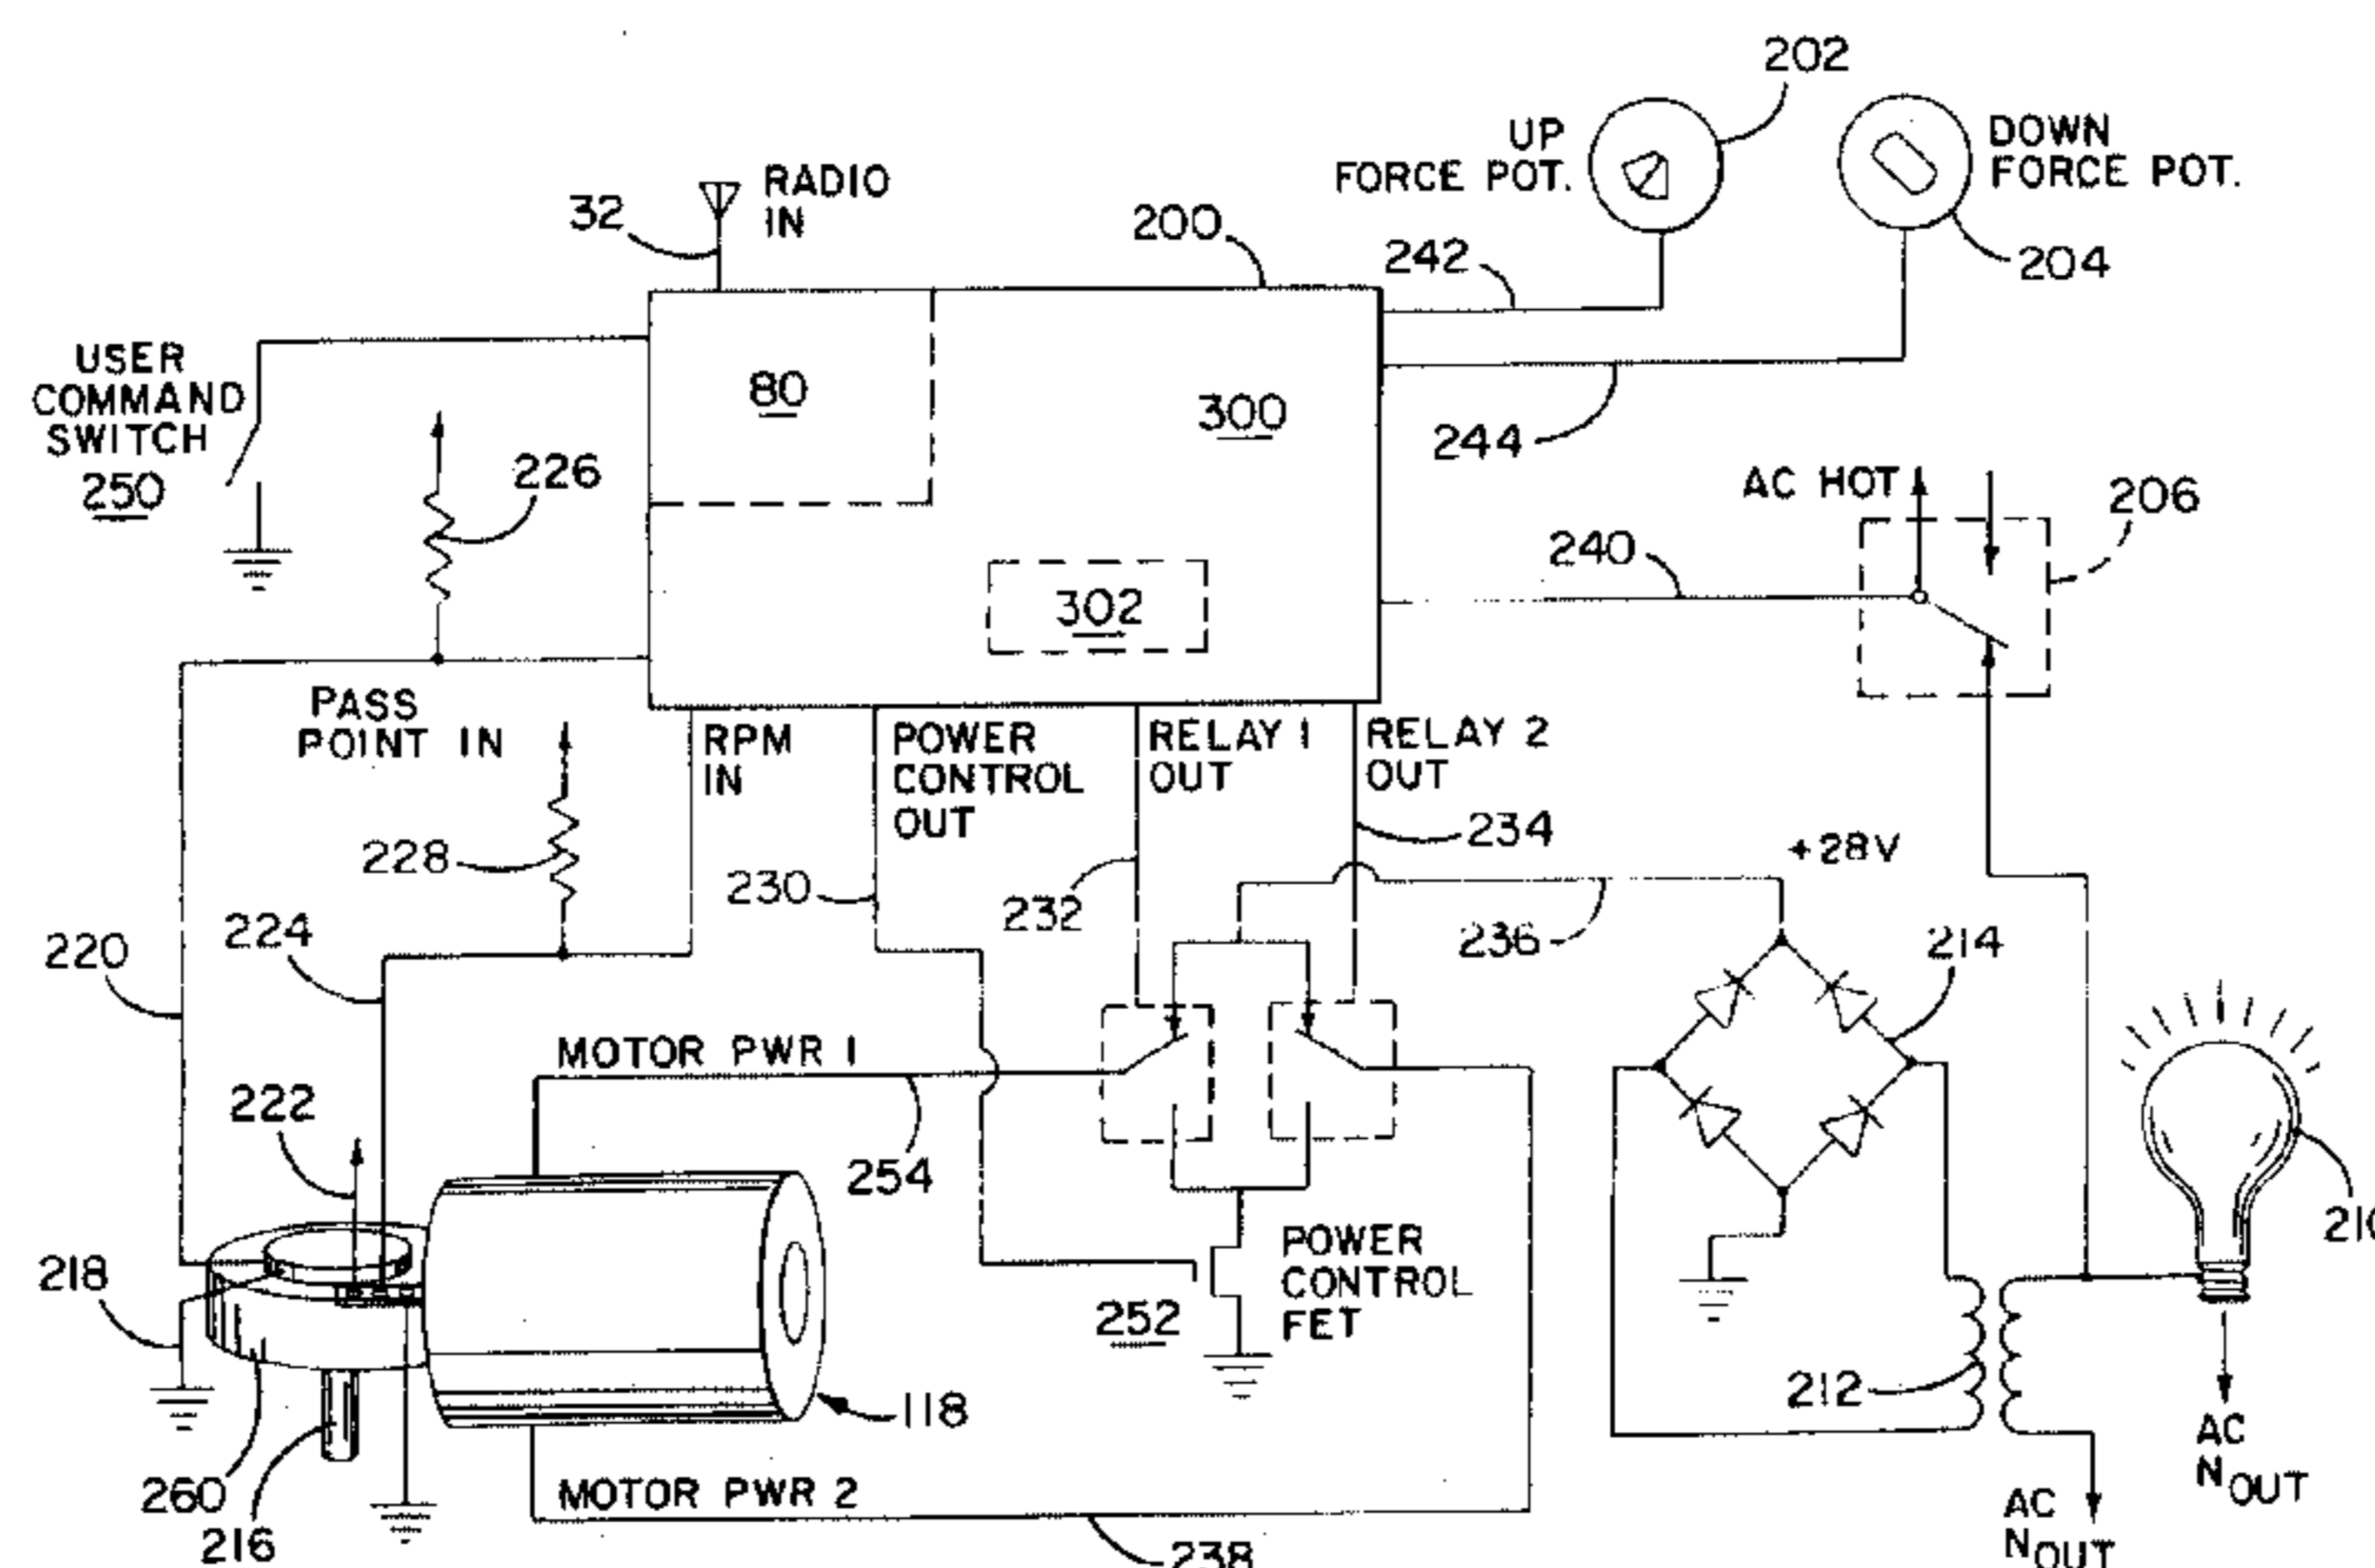 202
UP
FORCE POT.
DOWN
FORCE POT.
204
RADIO
IN
32
200
242
USER
COMMAND
SWITCH
250
80
300
244
226
AC HOT
206
240
302
PASS
POINT IN
RPM
IN
POWER
CONTROL
OUT
RELAY 1
OUT
RELAY 2
OUT
234
228
230
232
+28V
236
214
220
224
MOTOR PWR 1
222
254
218
POWER
CONTROL
FET
252
212
118
AC
NOUT
260
216
MOTOR PWR 2
238
AC
NOUT